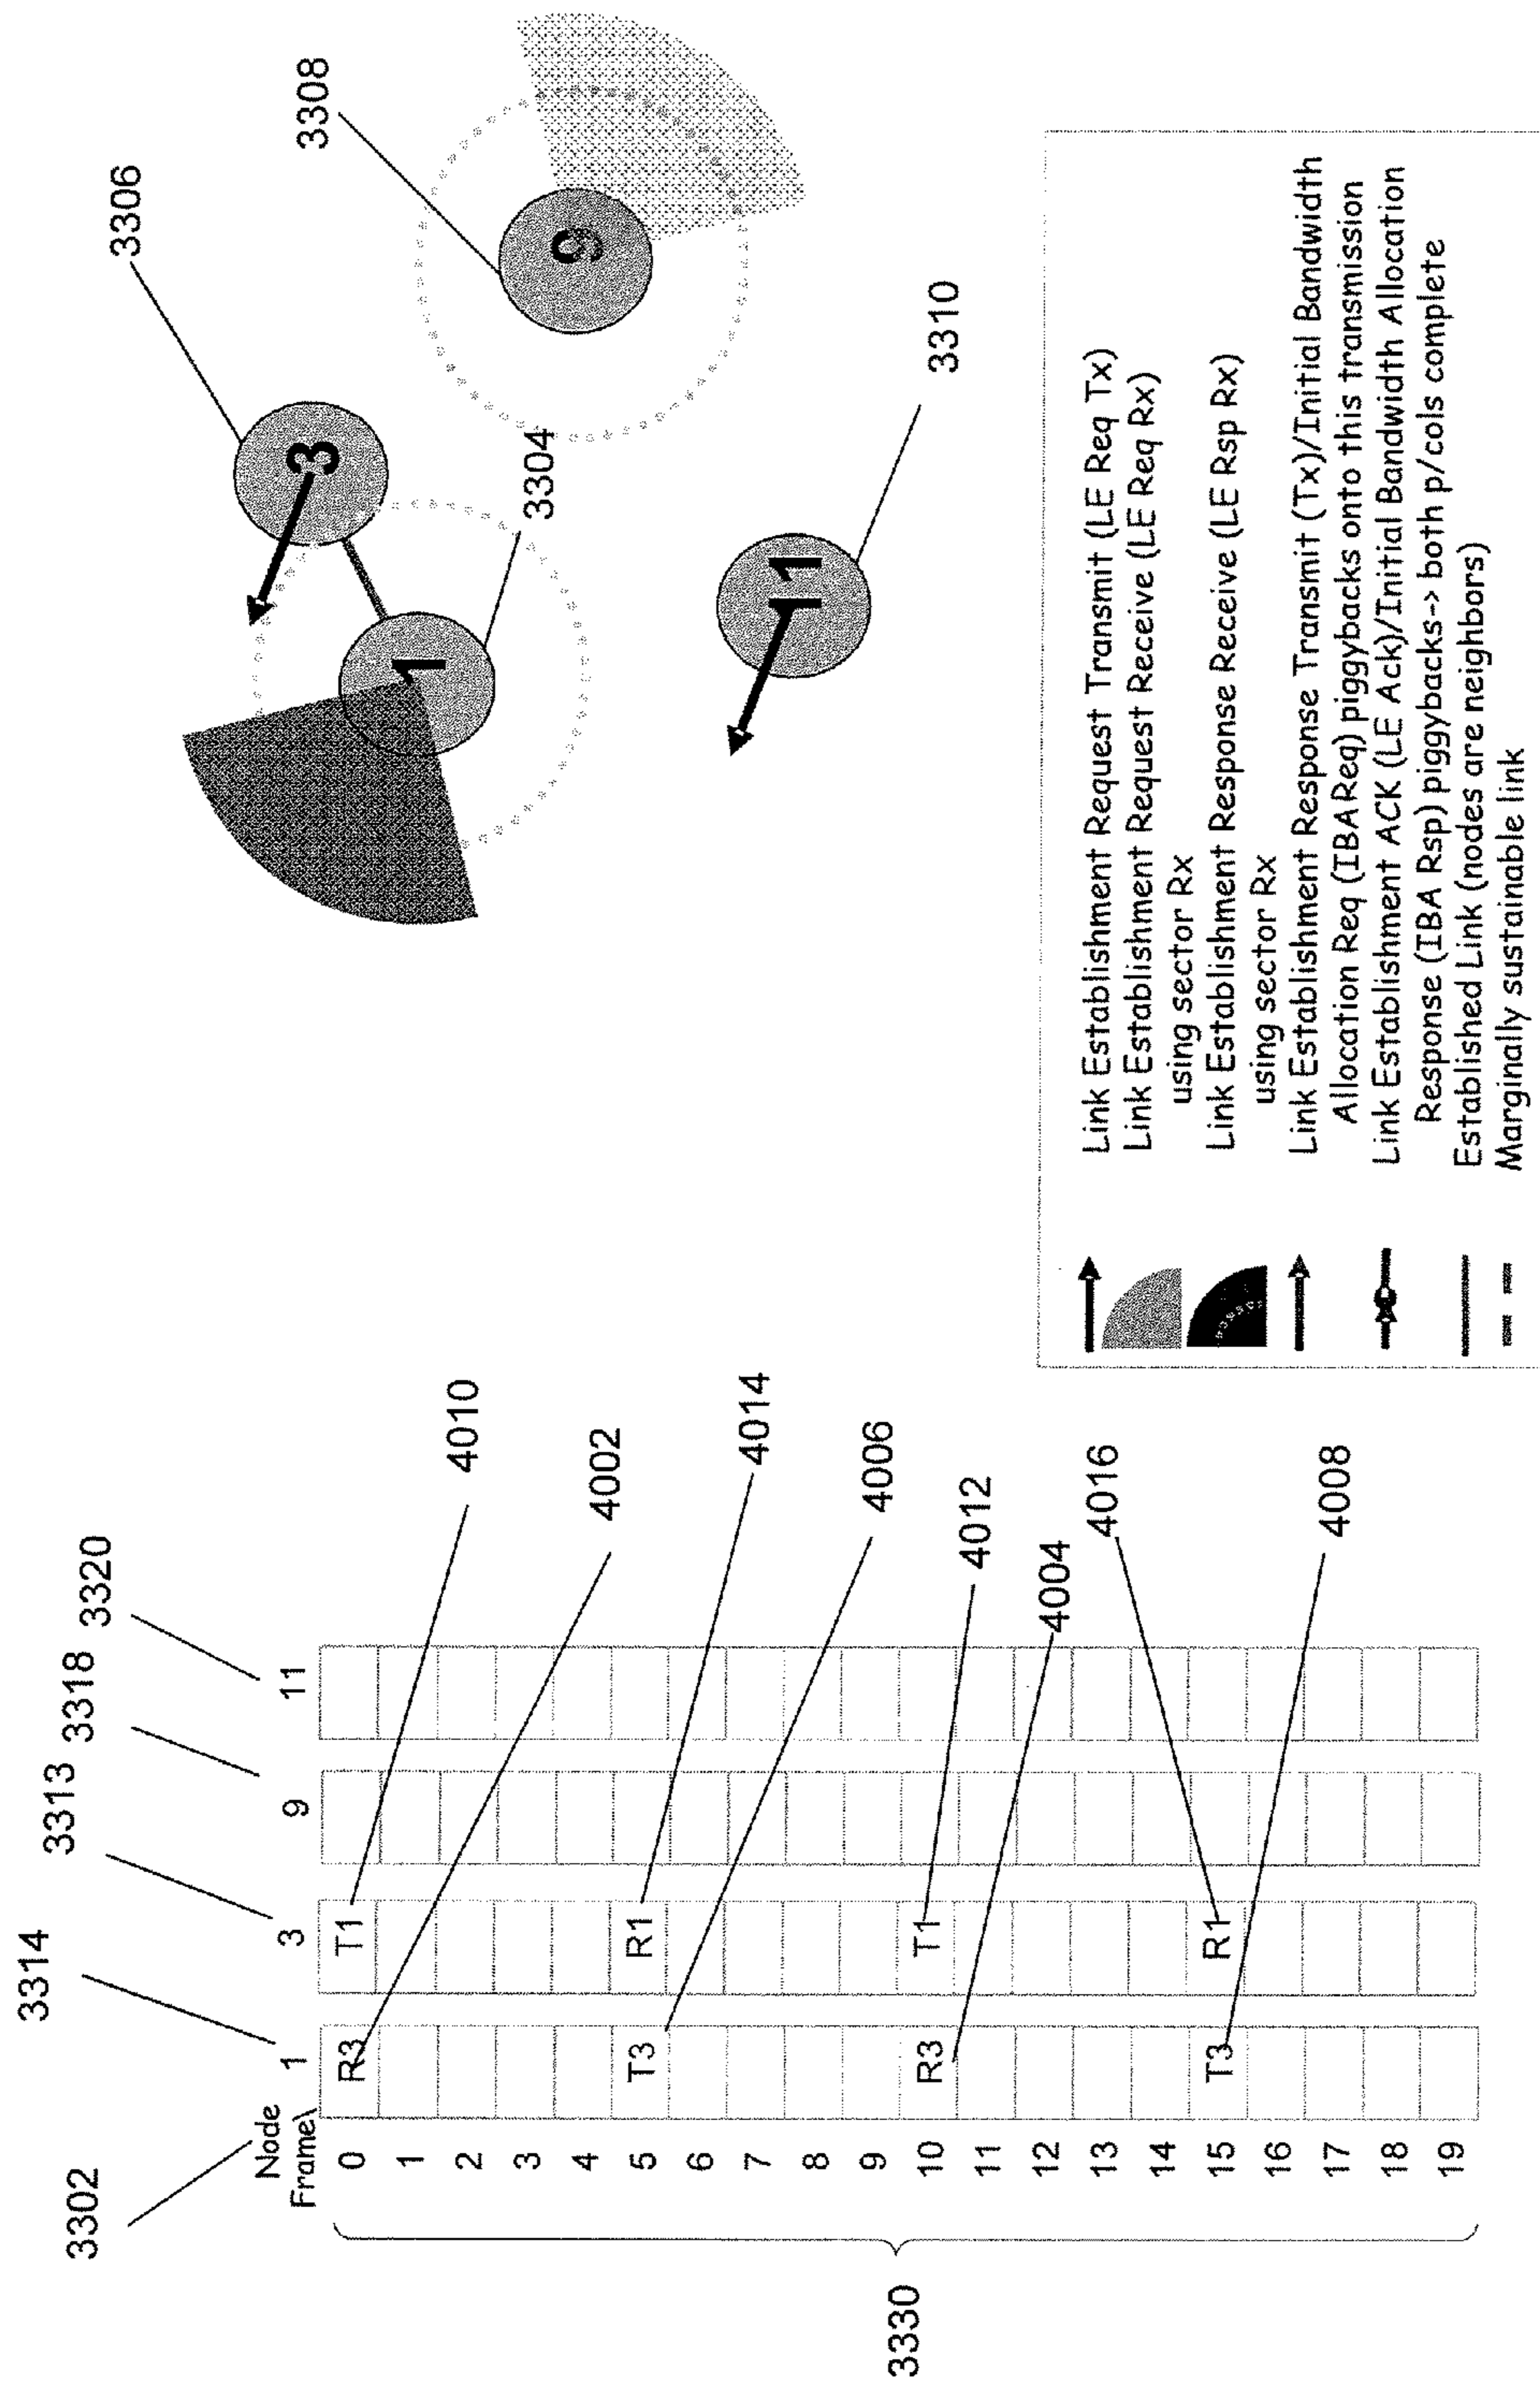 3302
3314
3313
3318
3320
Node
Frame\
1
3
9
11
0
R3
T1
1
2
3
4
5
T3
R1
6
7
8
9
10
R3
T1
11
12
13
14
15
T3
R1
16
17
18
19
3330
4010
4002
4014
4006
4012
4004
4016
4008
3306
3308
3
9
1
3304
11
3310
Link Establishment Request Transmit (LE Req Tx)
Link Establishment Request Receive (LE Req Rx)
using sector Rx
Link Establishment Response Receive (LE Rsp Rx)
using sector Rx
Link Establishment Response Transmit (Tx)/Initial Bandwidth
Allocation Req (IBA Req) piggybacks onto this transmission
Link Establishment ACK (LE Ack)/Initial Bandwidth Allocation
Response (IBA Rsp) piggybacks-> both p/cols complete
Established Link (nodes are neighbors)
Marginally sustainable link